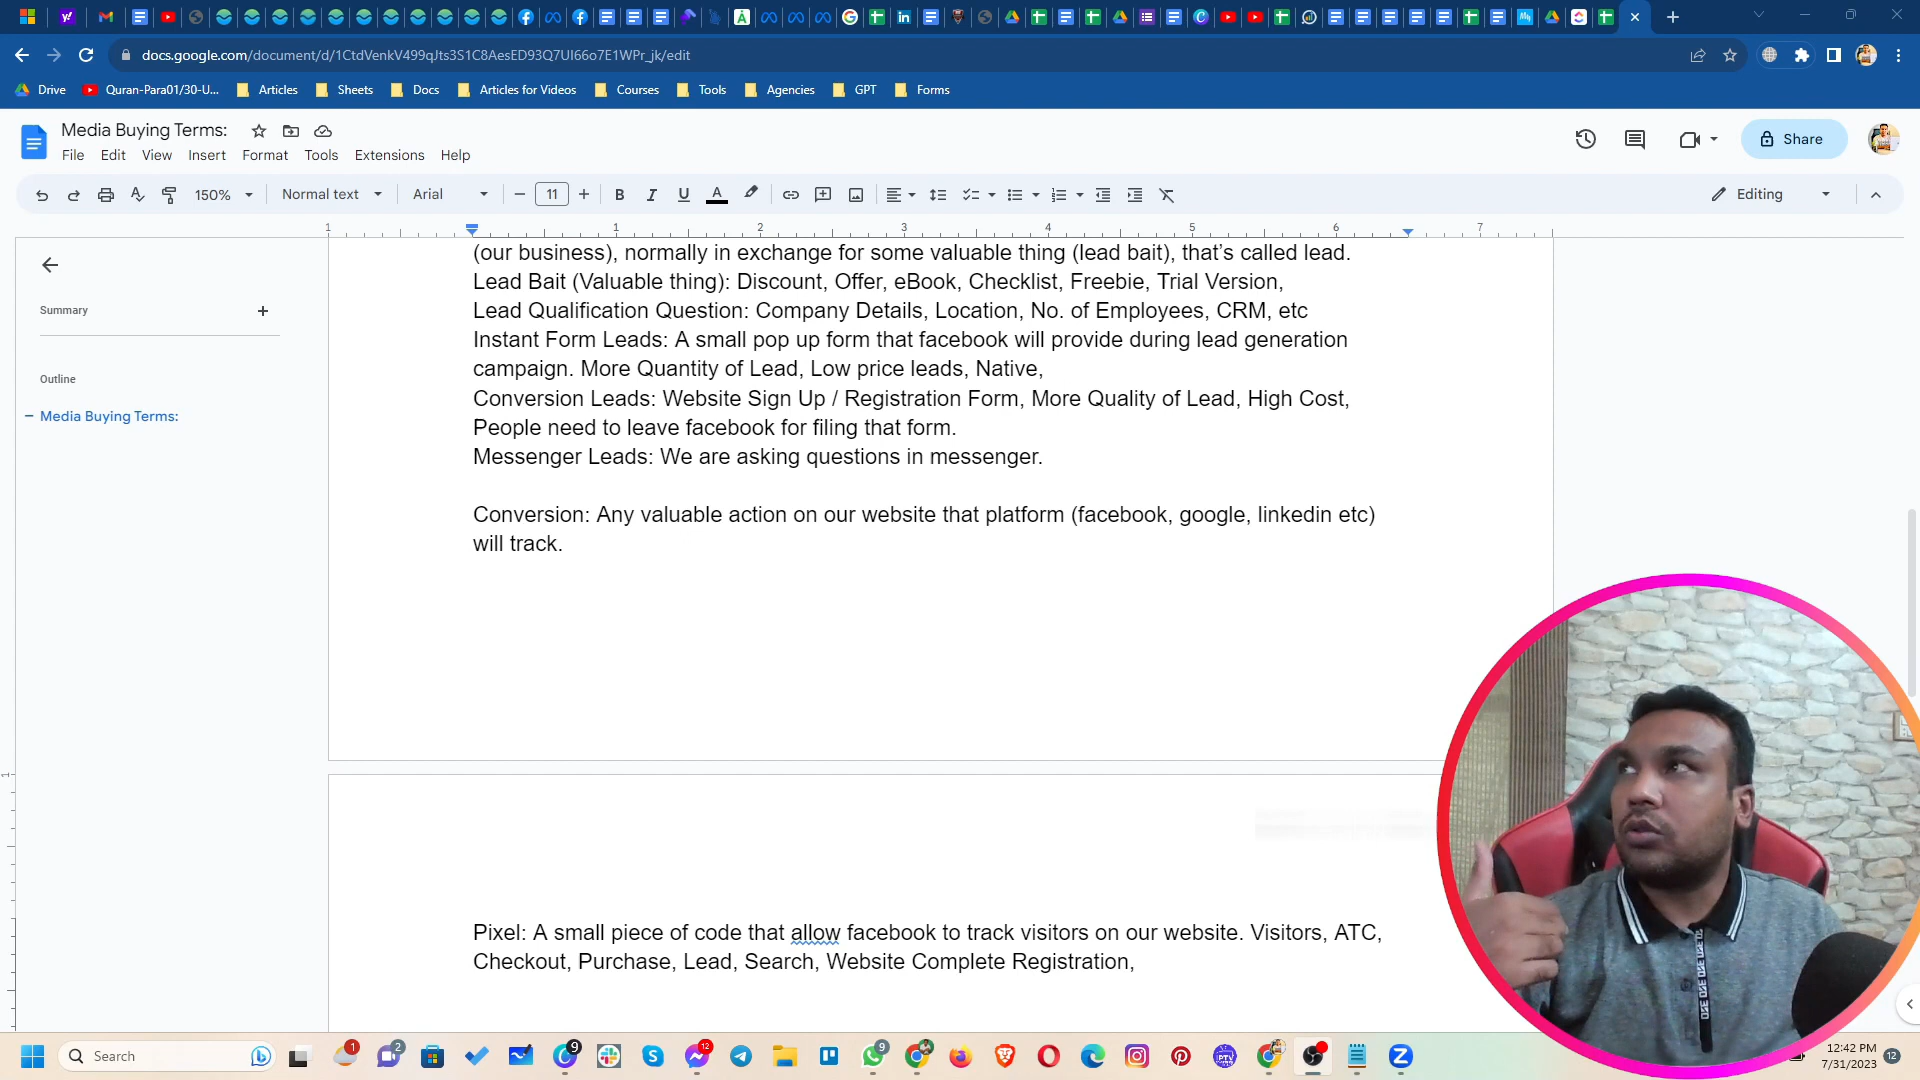 docs.google.com/document/d/1CtdVenkV499qJts3S1C8AesED93Q7UI66o7E1WPr_jk/edit
Drive Quran-Para01/30-U... Articles Sheets Docs Articles for Videos Courses Tools Agencies GPT Forms
Media Buying Terms:
File Edit View Insert Format Tools Extensions Help
Share
150% Normal text Arial 11 Editing
1 1 2 3 4 5 6 7
(our business), normally in exchange for some valuable thing (lead bait), that's called lead.
Lead Bait (Valuable thing): Discount, Offer, eBook, Checklist, Freebie, Trial Version,
Lead Qualification Question: Company Details, Location, No. of Employees, CRM, etc
Instant Form Leads: A small pop up form that facebook will provide during lead generation
campaign. More Quantity of Lead, Low price leads, Native,
Conversion Leads: Website Sign Up / Registration Form, More Quality of Lead, High Cost,
People need to leave facebook for filing that form.
Messenger Leads: We are asking questions in messenger.
Conversion: Any valuable action on our website that platform (facebook, google, linkedin etc)
will track.
Summary
Outline
Media Buying Terms:
Pixel: A small piece of code that allow facebook to track visitors on our website. Visitors, ATC,
Checkout, Purchase, Lead, Search, Website Complete Registration,
Search
12:42 PM
7/31/2023